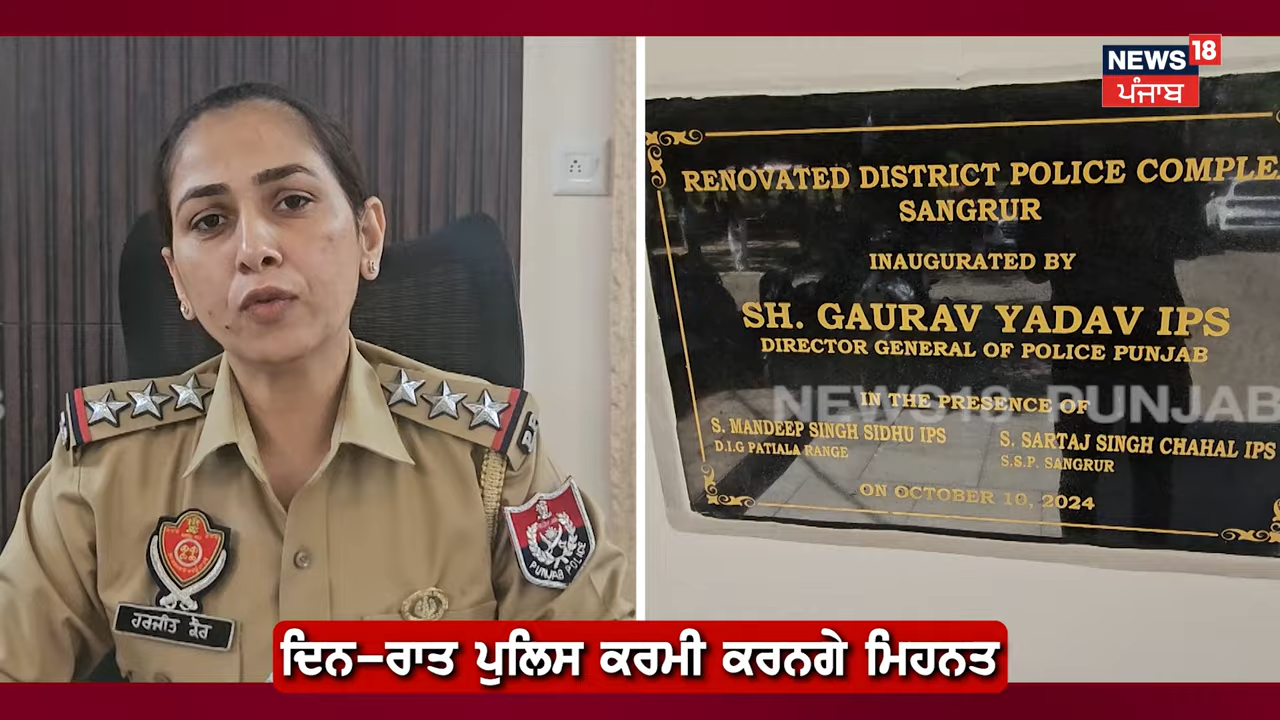 NEWS 18
ਪੰਜਾਬ
RENOVATED DISTRICT POLICE COMPLE
SANGRUR
INAUGURATED BY
SH. GAURAV YADAV IPS
DIRECTOR GENERAL OF POLICE PUNJAB
IN THE PRESENCE OF
S. MANDEEP SINGH SIDHU IPS
D.I.G PATIALA RANGE
S. SARTAJ SINGH CHAHAL IPS
S.S.P. SANGRUR
ON OCTOBER 10, 2024
NEWS18 PUNJAB
PUNJAB POLICE
ਹਰਜੀਤ ਕੌਰ
ਦਿਨ-ਰਾਤ ਪੁਲਿਸ ਕਰਮੀ ਕਰਨਗੇ ਮਿਹਨਤ